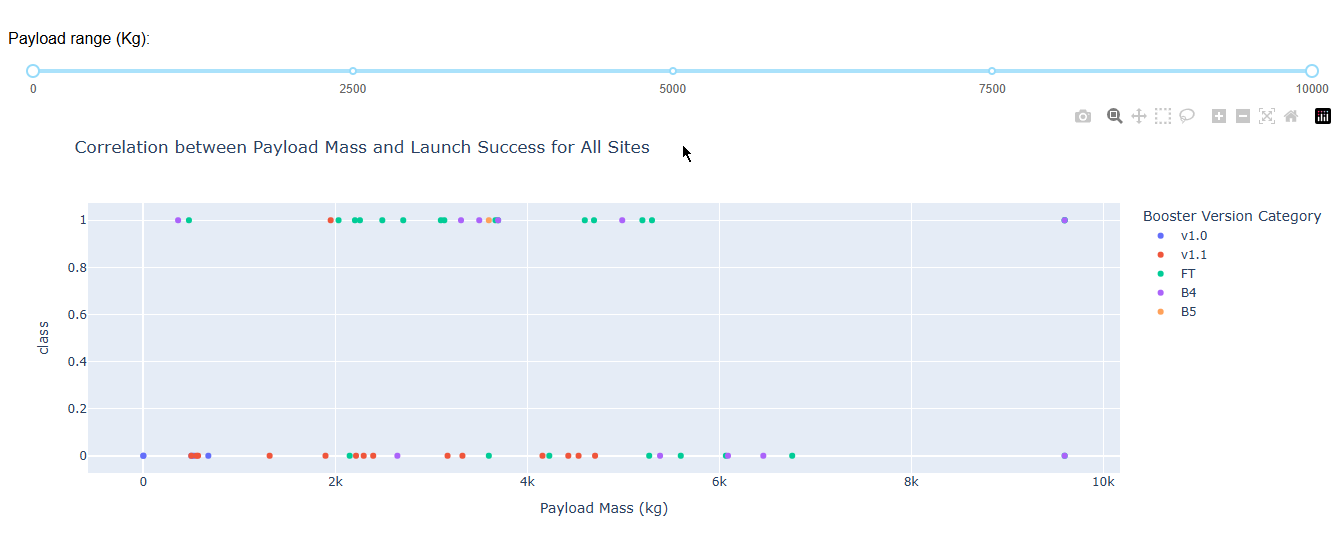 Payload range (Kg):
0 2500 5000 7500 10000
Correlation between Payload Mass and Launch Success for All Sites
Booster Version Category
v1.0
v1.1
FT
B4
B5
1
0.8
0.6
0.4
0.2
0
class
0 2k 4k 6k 8k 10k
Payload Mass (kg)